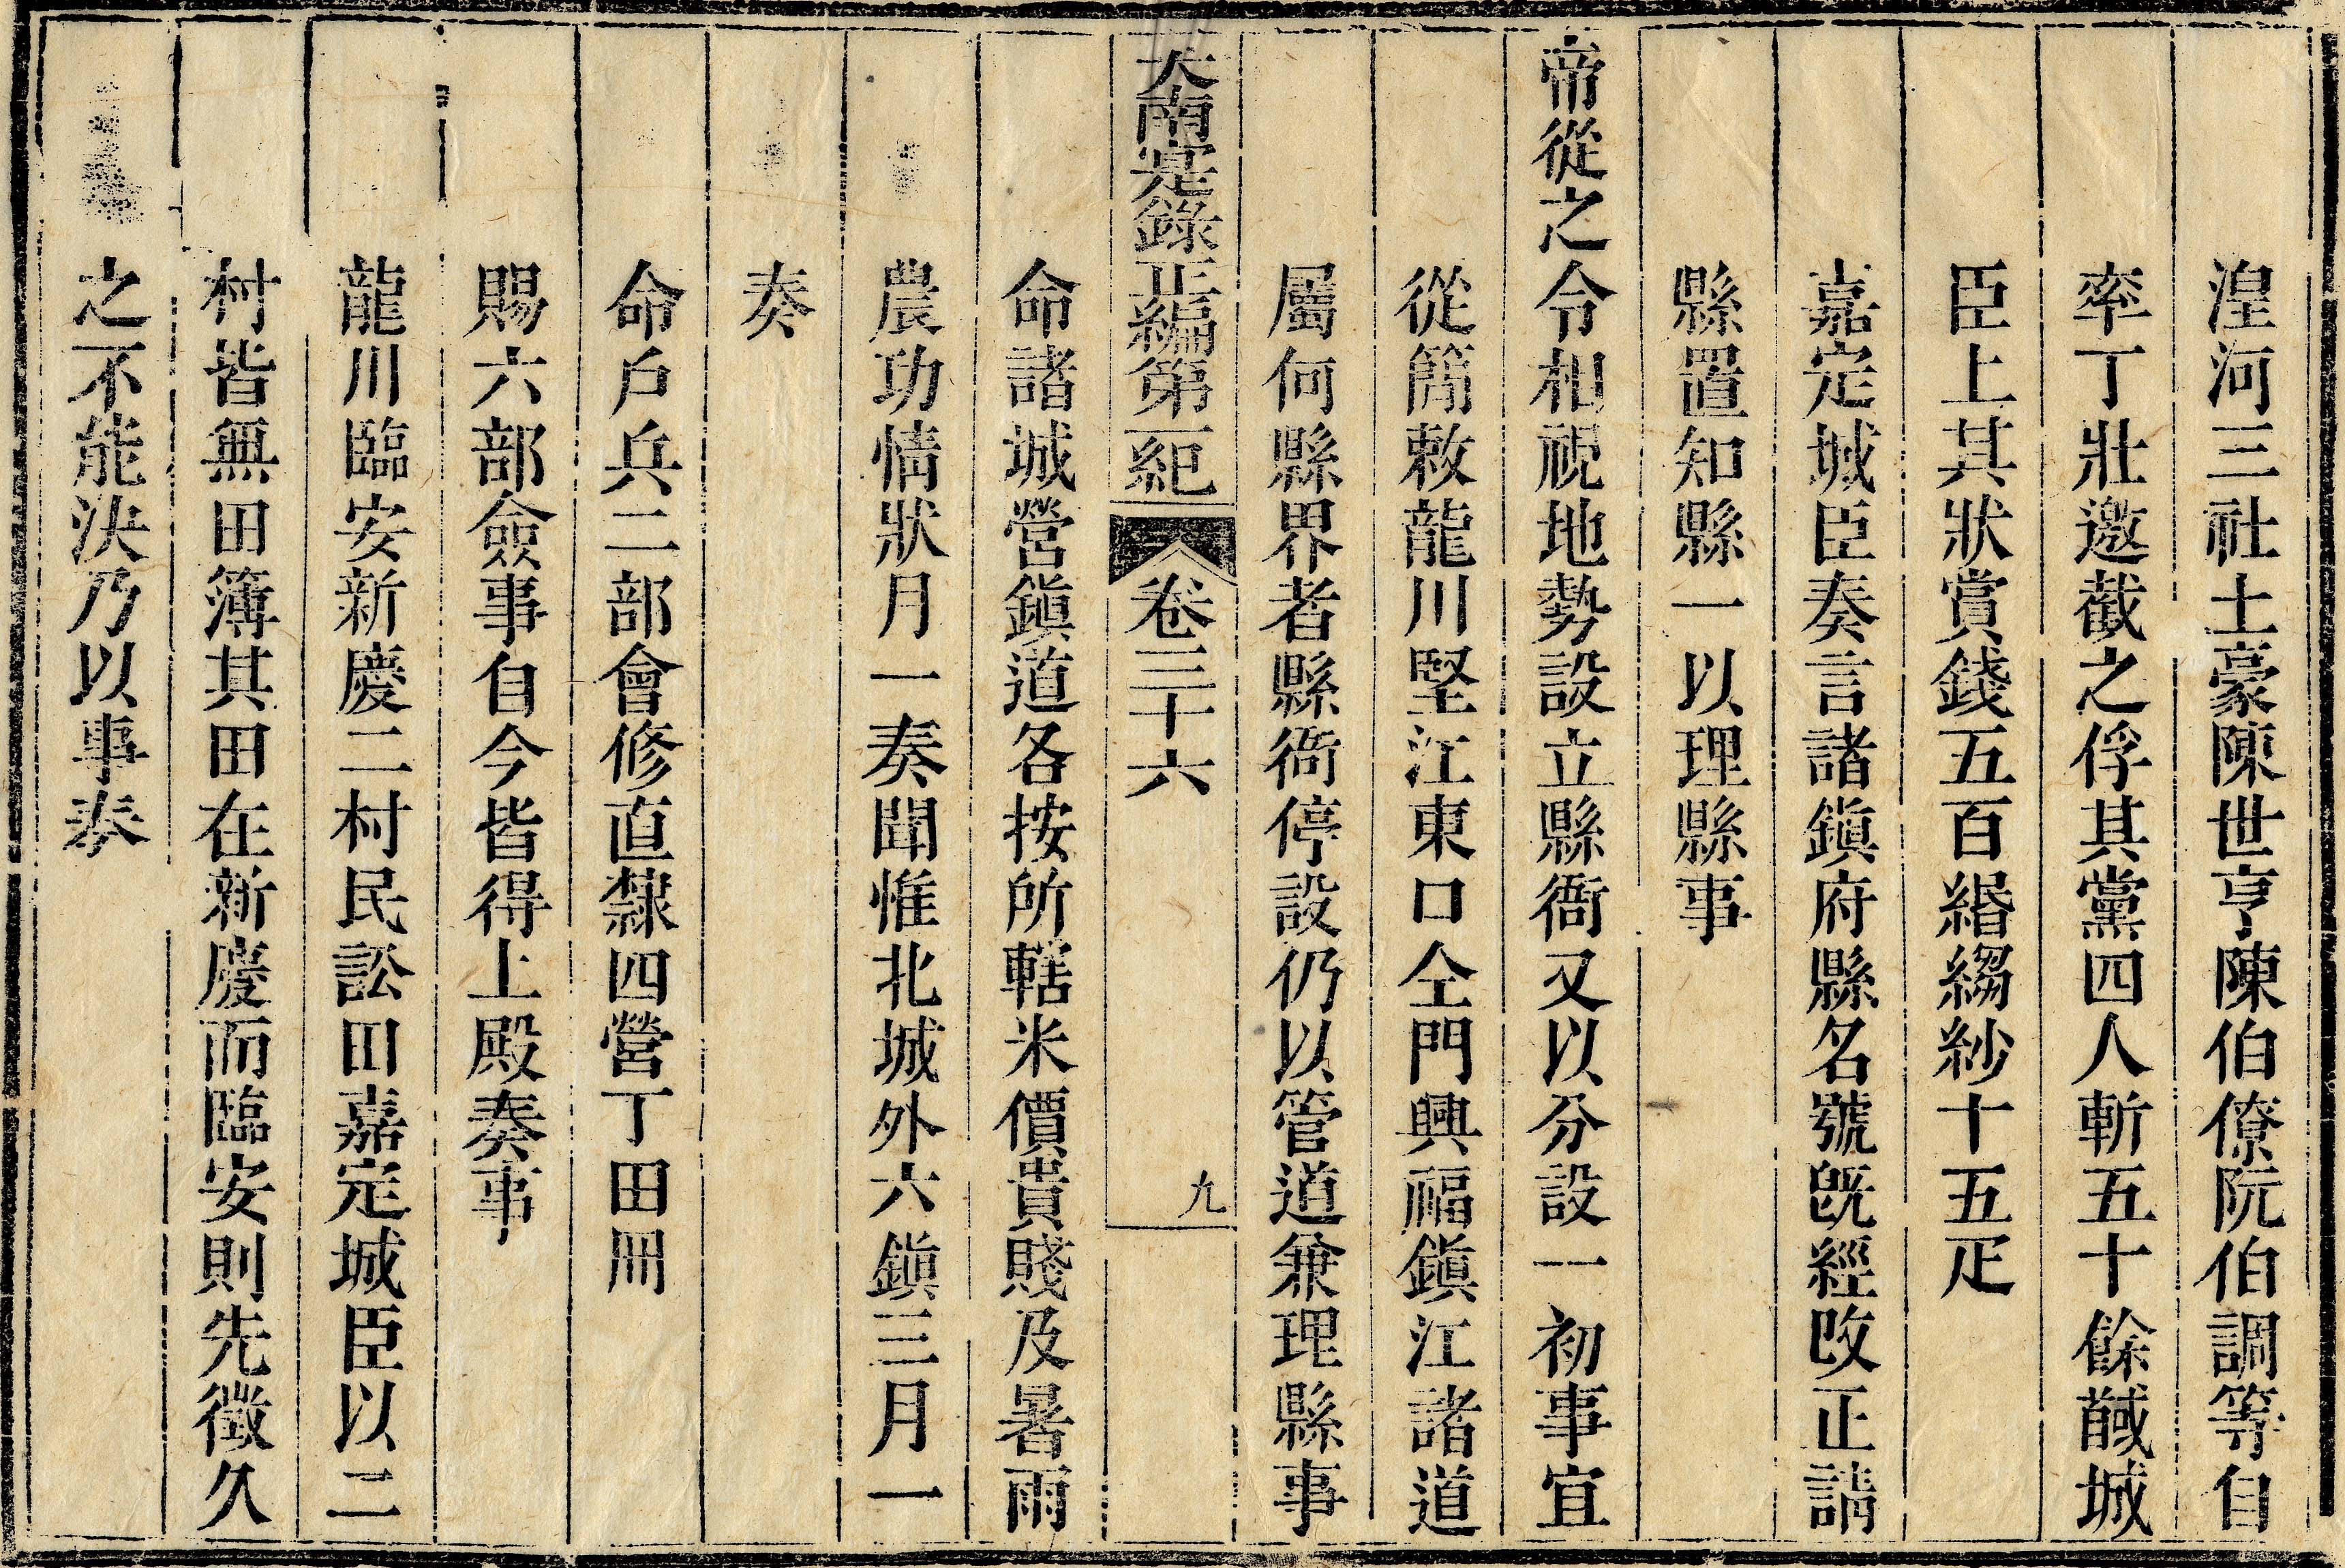 湟河三社土豪陳世亨陳伯僚阮伯調等自
率丁壯邀截之俘其黨四人斬五十餘馘城
臣上其狀賞錢五百緡縐紗十五疋
嘉定城臣奏言諸鎮府縣名號旣經改正請
縣置知縣一以理縣事
帝從之令相視地勢設立縣衙又以分設一初事宜
從簡敕龍川堅江東口仝門興福鎮江諸道
屬何縣界者縣衙停設仍以管道兼理縣事
大南寔錄正編第一紀 卷三十六 九
命諸城營鎮道各按所轄米價貴賤及暑雨
農功情狀月一奏聞惟北城外六鎮三月一
奏
命戶兵二部會修直隸四營丁田冊
賜六部僉事自今皆得上殿奏事
龍川臨安新慶二村民訟田嘉定城臣以二
村皆無田簿其田在新慶而臨安則先徵久
之不能決乃以事奏